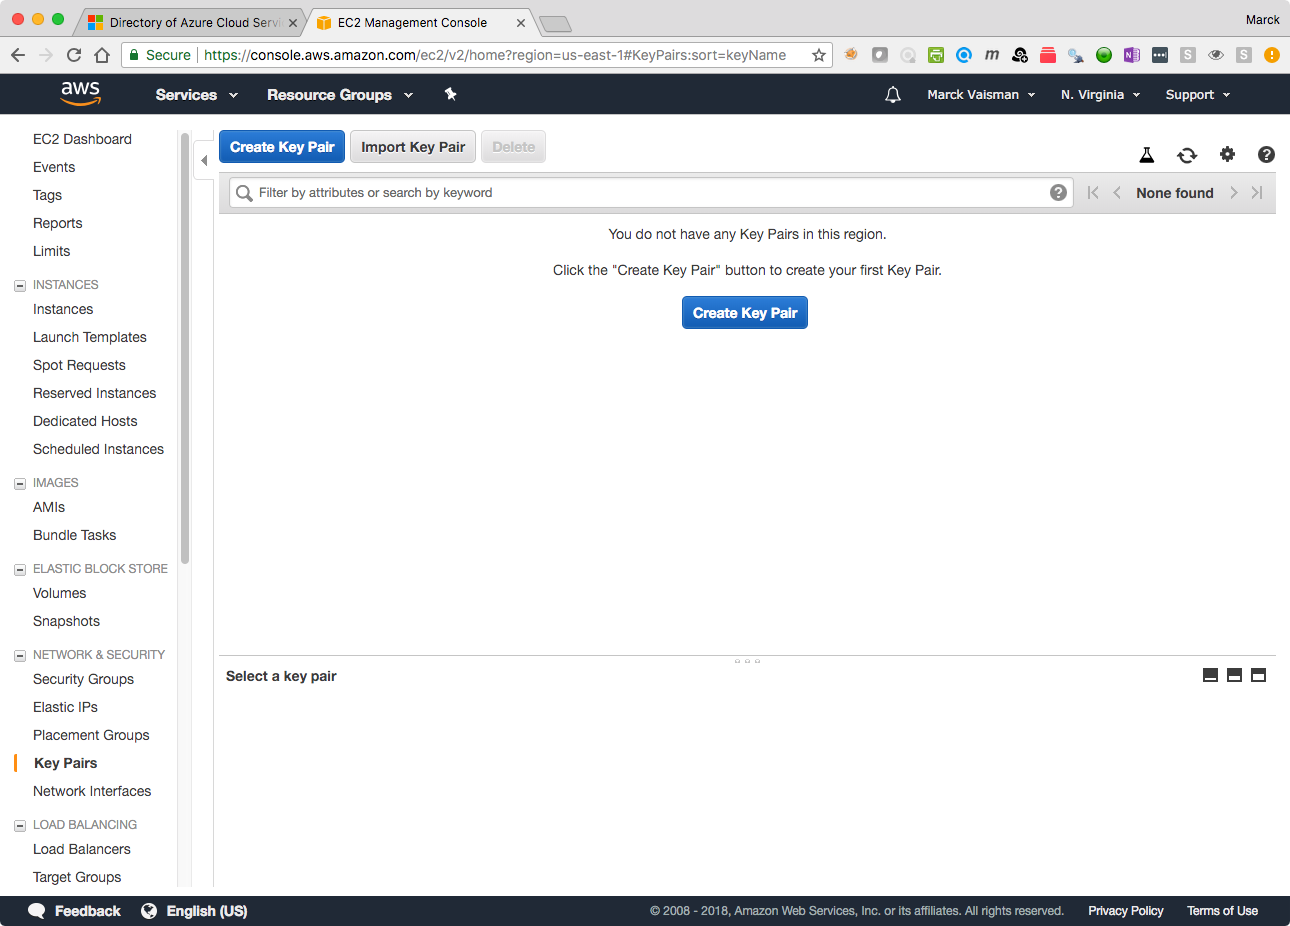 Directory of Azure Cloud Servi
EC2 Management Console
Marck
Secure
https://console.aws.amazon.com/ec2/v2/home?region=us-east-1#KeyPairs:sort=keyName
aws
Services
Resource Groups
Marck Vaisman
N. Virginia
Support
EC2 Dashboard
Events
Tags
Reports
Limits
INSTANCES
Instances
Launch Templates
Spot Requests
Reserved Instances
Dedicated Hosts
Scheduled Instances
IMAGES
AMIs
Bundle Tasks
ELASTIC BLOCK STORE
Volumes
Snapshots
NETWORK & SECURITY
Security Groups
Elastic IPs
Placement Groups
Key Pairs
Network Interfaces
LOAD BALANCING
Load Balancers
Target Groups
Create Key Pair
Import Key Pair
Delete
Filter by attributes or search by keyword
None found
You do not have any Key Pairs in this region.
Click the "Create Key Pair" button to create your first Key Pair.
Create Key Pair
Select a key pair
Feedback
English (US)
© 2008 - 2018, Amazon Web Services, Inc. or its affiliates. All rights reserved.
Privacy Policy
Terms of Use